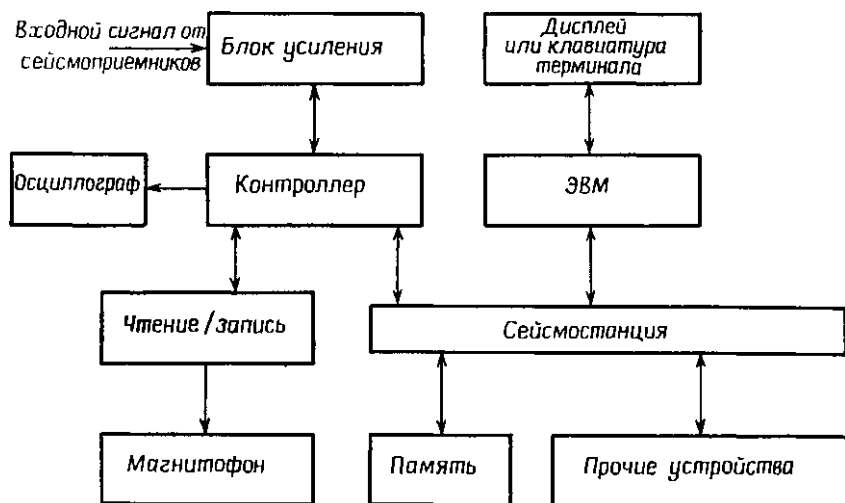 Входной сигнал от
сейсмоприемников
Блок усиления
Дисплей
или клавиатура
терминала
Осциллограф
Контроллер
ЭВМ
Чтение/запись
Сейсмостанция
Магнитофон
Память
Прочие устройства